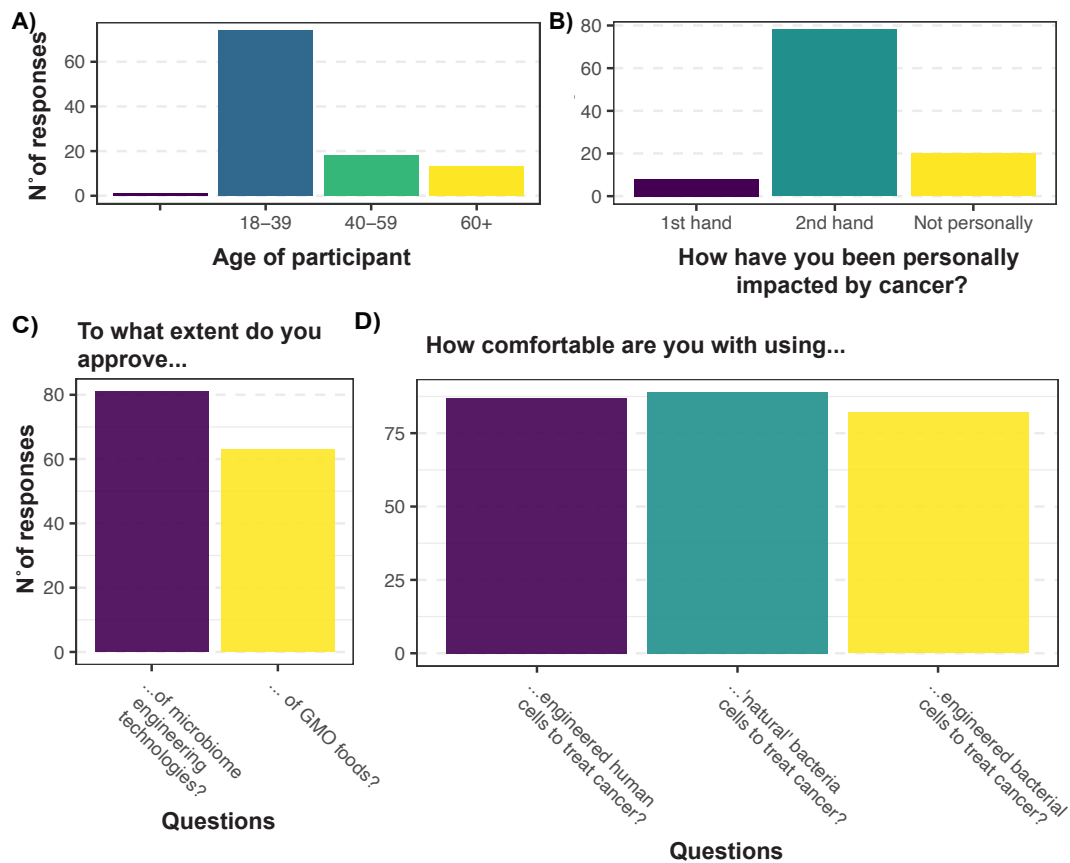 A)
N°of responses
60
40
20
0
18–39
40–59
60+
Age of participant
B)
80
60
40
20
0
1st hand
2nd hand
Not personally
How have you been personally
impacted by cancer?
C)
To what extent do you
approve...
N°of responses
80
60
40
20
0
...of microbiome
engineering
technologies?
... of GMO foods?
Questions
D)
How comfortable are you with using...
75
50
25
0
...engineered human
cells to treat cancer?
...'natural' bacteria
cells to treat cancer?
...engineered bacterial
cells to treat cancer?
Questions